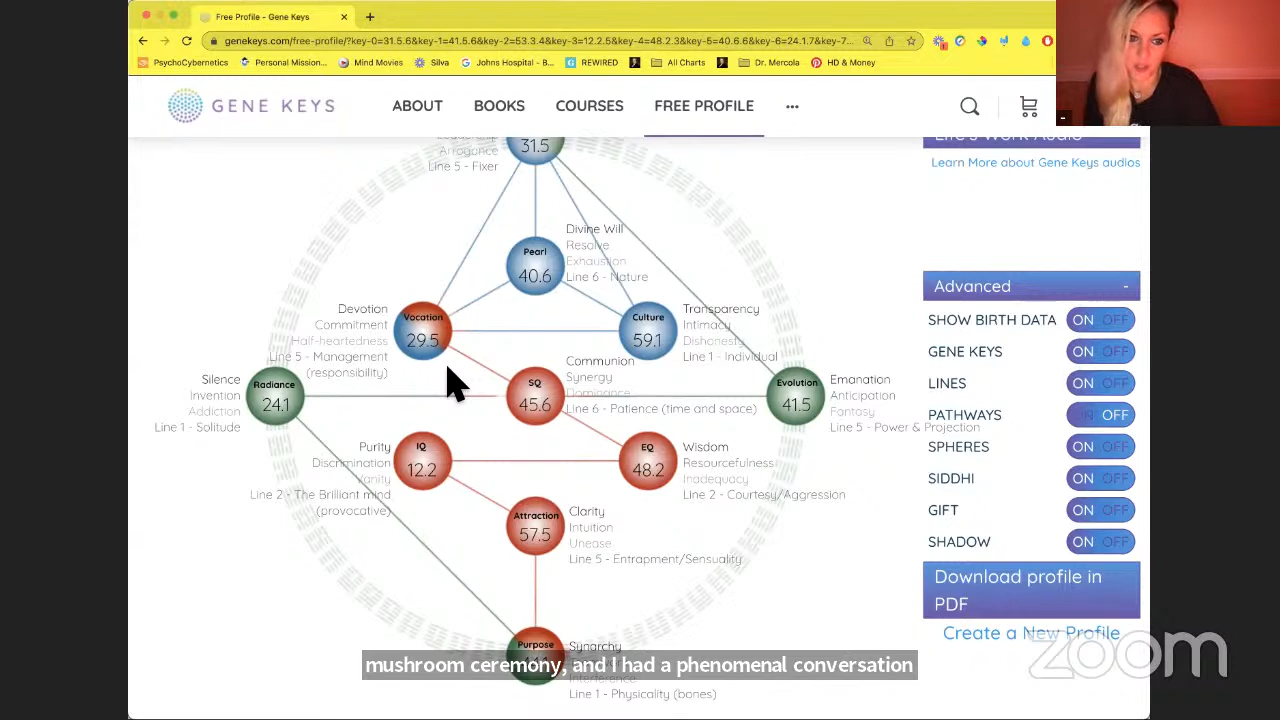 Free Profile - Gene Keys
genekeys.com/free-profile/?key-0=31.5.6&key-1=41.5.6&key-2=53.3.4&key-3=12.2.5&key-4=48.2.3&key-5=40.6.6&key-6=24.1.7&key-7...
PsychoCybernetics
Personal Mission...
Mind Movies
Silva
Johns Hospital - B...
REWIRED
All Charts
Dr. Mercola
HD & Money
GENE KEYS
ABOUT
BOOKS
COURSES
FREE PROFILE
Life's Work Audio
Learn More about Gene Keys audios
Leadership
Arrogance
Line 5 - Fixer
31.5
Divine Will
Resolve
Exhaustion
Line 6 - Nature
Pearl
40.6
Devotion
Commitment
Half-heartedness
Line 5 - Management
(responsibility)
Vocation
29.5
Culture
59.1
Transparency
Intimacy
Dishonesty
Line 1 - Individual
Silence
Invention
Addiction
Line 1 - Solitude
Radiance
24.1
Communion
Synergy
Dominance
Line 6 - Patience (time and space)
SQ
45.6
Evolution
41.5
Emanation
Anticipation
Fantasy
Line 5 - Power & Projection
Purity
Discrimination
Vanity
Line 2 - The Brilliant mind
(provocative)
IQ
12.2
EQ
48.2
Wisdom
Resourcefulness
Inadequacy
Line 2 - Courtesy/Aggression
Attraction
57.5
Clarity
Intuition
Unease
Line 5 - Entrapment/Sensuality
Purpose
Synarchy
Interference
Line 1 - Physicality (bones)
Advanced -
SHOW BIRTH DATA ON OFF
GENE KEYS ON OFF
LINES ON OFF
PATHWAYS OFF
SPHERES ON OFF
SIDDHI ON OFF
GIFT ON OFF
SHADOW ON OFF
Download profile in
PDF
Create a New Profile
zoom
mushroom ceremony, and I had a phenomenal conversation